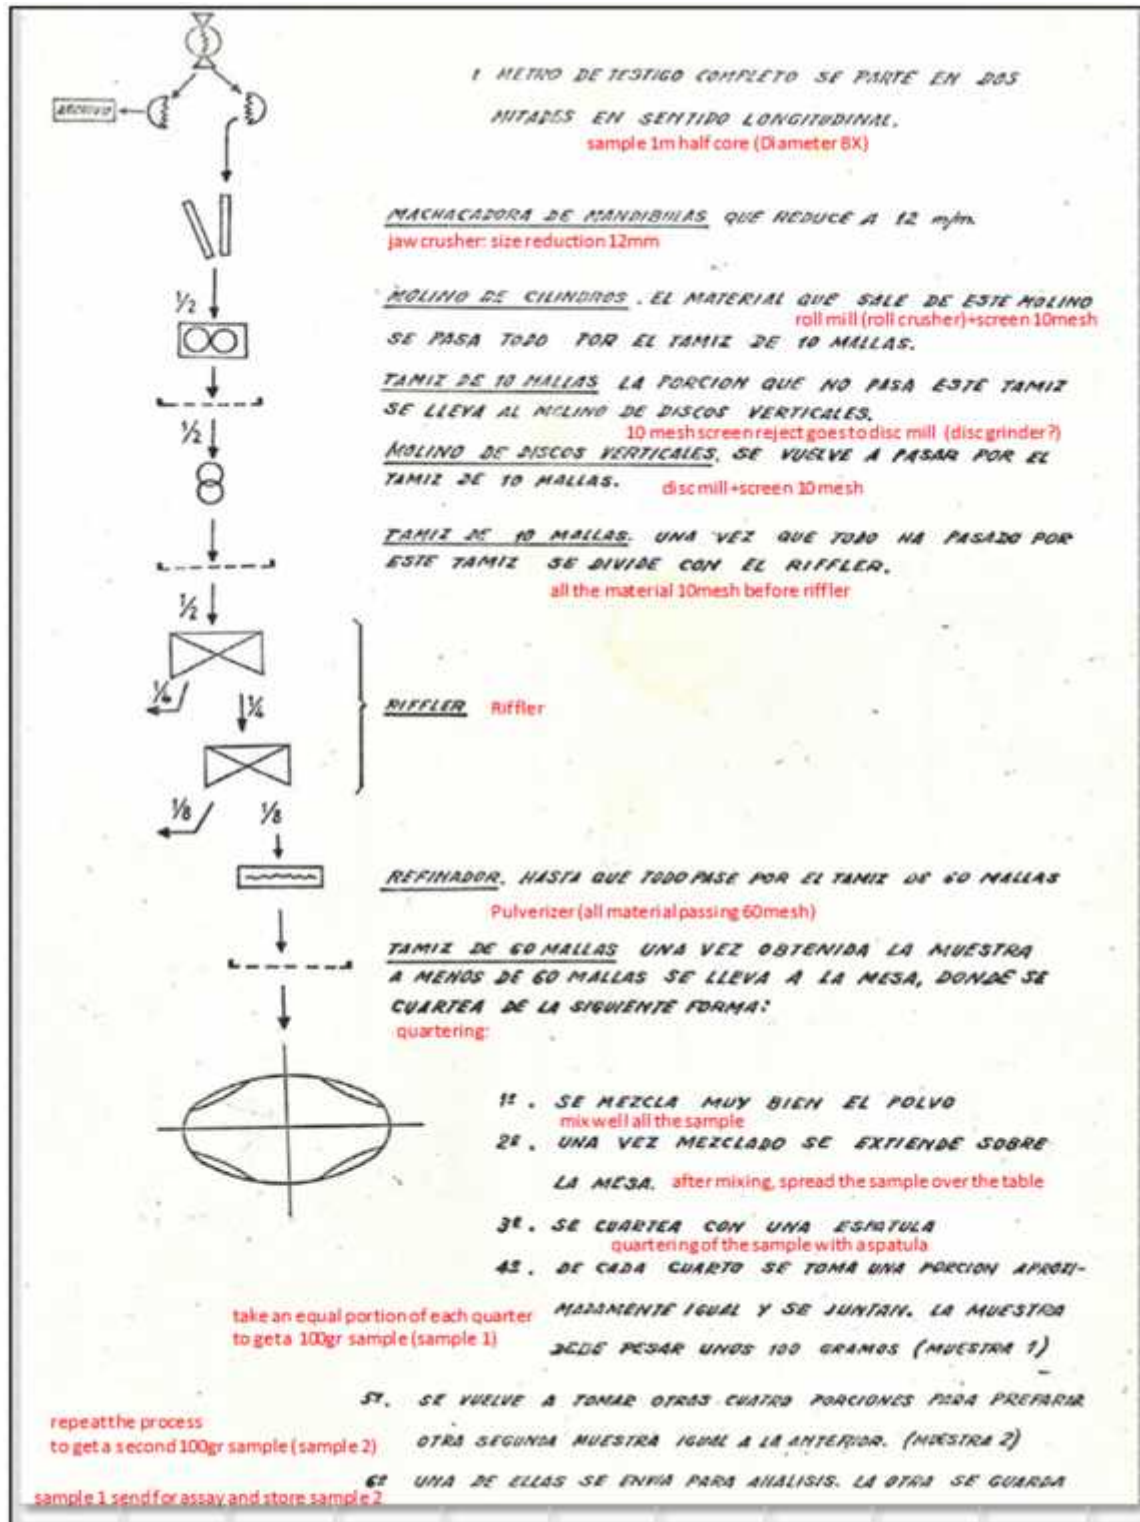 1 METRO DE TESTIGO COMPLETO SE PARTE EN DOS
ARCHIVO
MITADES EN SENTIDO LONGITUDINAL.
sample 1m half core (Diameter BX)
MACHACADORA DE MANDIBULAS QUE REDUCE A 12 m/m.
jaw crusher: size reduction 12mm
1/2
MOLINO DE CILINDROS. EL MATERIAL QUE SALE DE ESTE MOLINO
roll mill (roll crusher)+screen 10mesh
SE PASA TODO POR EL TAMIZ DE 10 MALLAS.
TAMIZ DE 10 MALLAS LA PORCION QUE NO PASA ESTE TAMIZ
SE LLEVA AL MOLINO DE DISCOS VERTICALES.
1/2
10 mesh screen reject goes to disc mill (disc grinder?)
MOLINO DE DISCOS VERTICALES. SE VUELVE A PASAR POR EL
TAMIZ DE 10 MALLAS.
disc mill+screen 10 mesh
TAMIZ DE 10 MALLAS. UNA VEZ QUE TODO HA PASADO POR
ESTE TAMIZ SE DIVIDE CON EL RIFFLER.
all the material 10mesh before riffler
1/2
1/4
1/4
RIFFLER Riffler
1/8
1/8
REFINADOR. HASTA QUE TODO PASE POR EL TAMIZ DE 60 MALLAS
Pulverizer (all material passing 60mesh)
TAMIZ DE 60 MALLAS UNA VEZ OBTENIDA LA MUESTRA
A MENOS DE 60 MALLAS SE LLEVA A LA MESA, DONDE SE
CUARTEA DE LA SIGUIENTE FORMA:
quartering:
1º. SE MEZCLA MUY BIEN EL POLVO
mix well all the sample
2º. UNA VEZ MEZCLADO SE EXTIENDE SOBRE
LA MESA. after mixing, spread the sample over the table
3º. SE CUARTEA CON UNA ESPATULA
quartering of the sample with a spatula
4º. DE CADA CUARTO SE TOMA UNA PORCION APROXI-
take an equal portion of each quarter
MADAMENTE IGUAL Y SE JUNTAN. LA MUESTRA
to get a 100gr sample (sample 1)
DEBE PESAR UNOS 100 GRAMOS (MUESTRA 1)
5º. SE VUELVE A TOMAR OTRAS CUATRO PORCIONES PARA PREPARAR
repeat the process
OTRA SEGUNDA MUESTRA IGUAL A LA ANTERIOR. (MUESTRA 2)
to get a second 100gr sample (sample 2)
6º UNA DE ELLAS SE ENVIA PARA ANALISIS. LA OTRA SE GUARDA
sample 1 send for assay and store sample 2